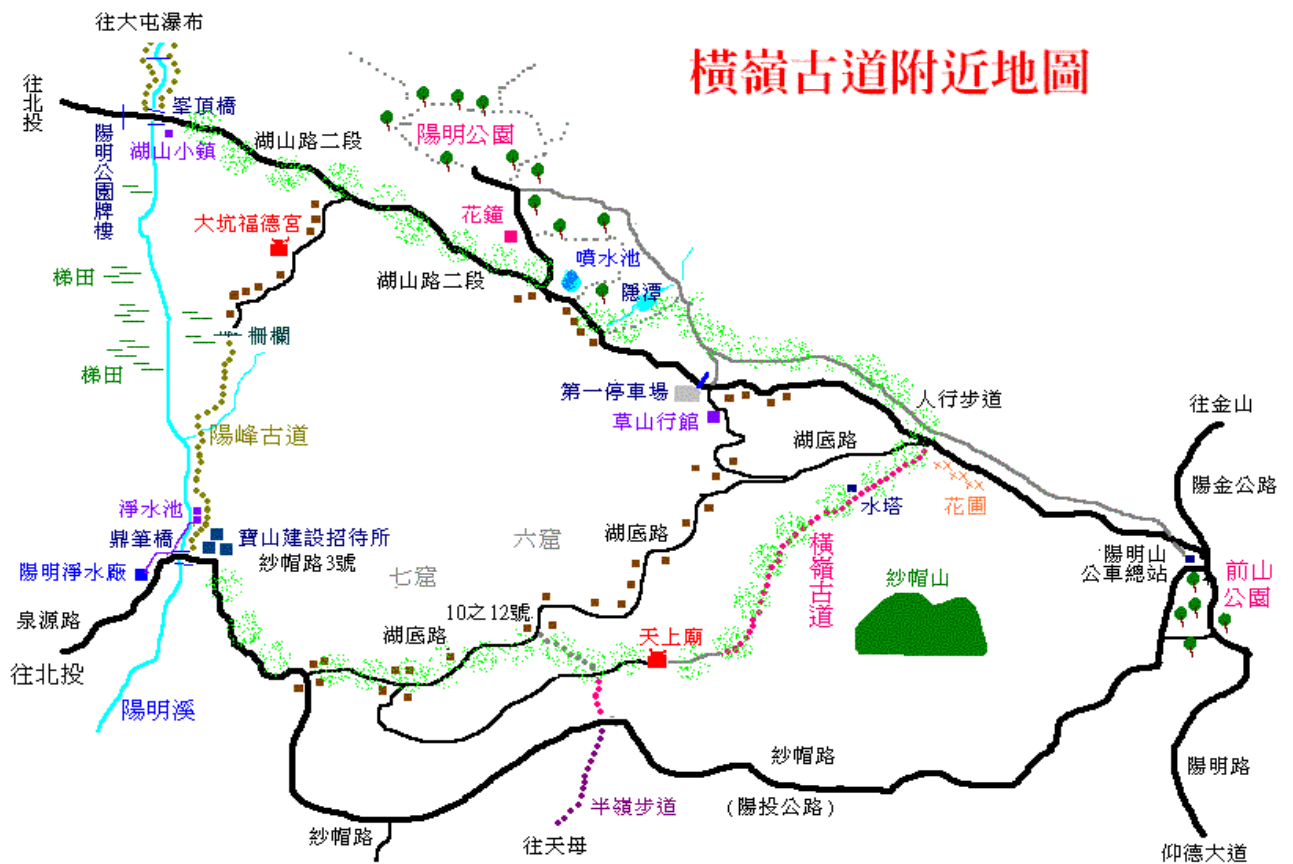 往大屯瀑布
橫嶺古道附近地圖
往北投
峯頂橋
湖山路二段
陽明公園
陽明公園牌樓
湖山小鎮
大坑福德宮
花鐘
噴水池
湖山路二段
梯田
隱潭
柵欄
梯田
第一停車場
人行步道
往金山
草山行館
陽峰古道
湖底路
陽金公路
花圃
水塔
淨水池
鼎筆橋
寶山建設招待所
紗帽路3號
六窟
湖底路
橫嶺古道
陽明山
公車總站
前山
公園
陽明淨水廠
七窟
紗帽山
泉源路
10之12號
湖底路
天上廟
往北投
陽明溪
紗帽路
(陽投公路)
陽明路
半嶺步道
紗帽路
往天母
仰德大道